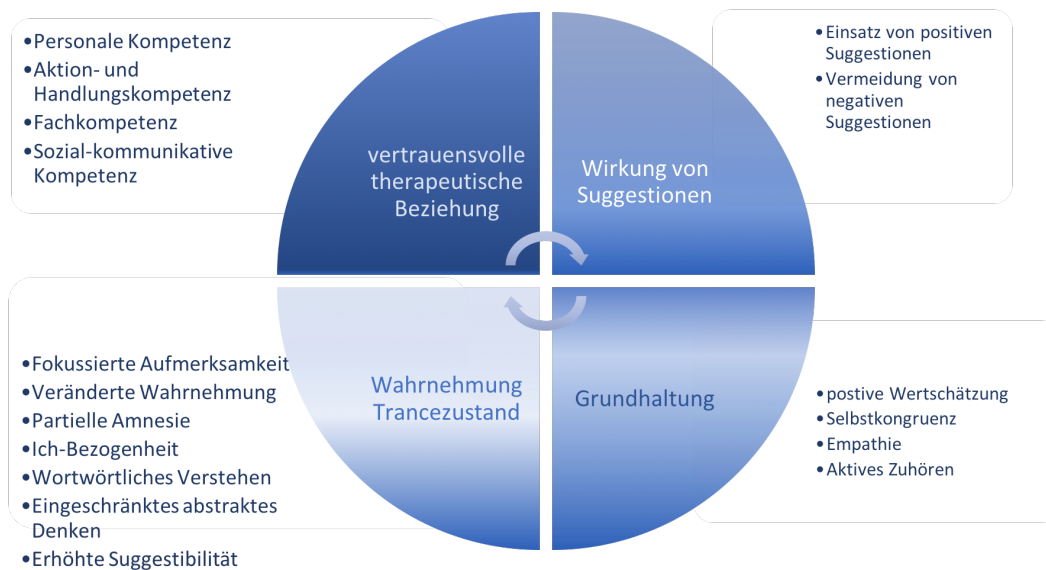 •Personale Kompetenz
•Aktion- und
Handlungskompetenz
•Fachkompetenz
•Sozial-kommunikative
Kompetenz
vertrauensvolle
therapeutische
Beziehung
Wirkung von
Suggestionen
•Einsatz von positiven
Suggestionen
•Vermeidung von
negativen
Suggestionen
•Fokussierte Aufmerksamkeit
•Veränderte Wahrnehmung
•Partielle Amnesie
•Ich-Bezogenheit
•Wortwörtliches Verstehen
•Eingeschränktes abstraktes
Denken
•Erhöhte Suggestibilität
Wahrnehmung
Trancezustand
Grundhaltung
•postive Wertschätzung
•Selbstkongruenz
•Empathie
•Aktives Zuhören